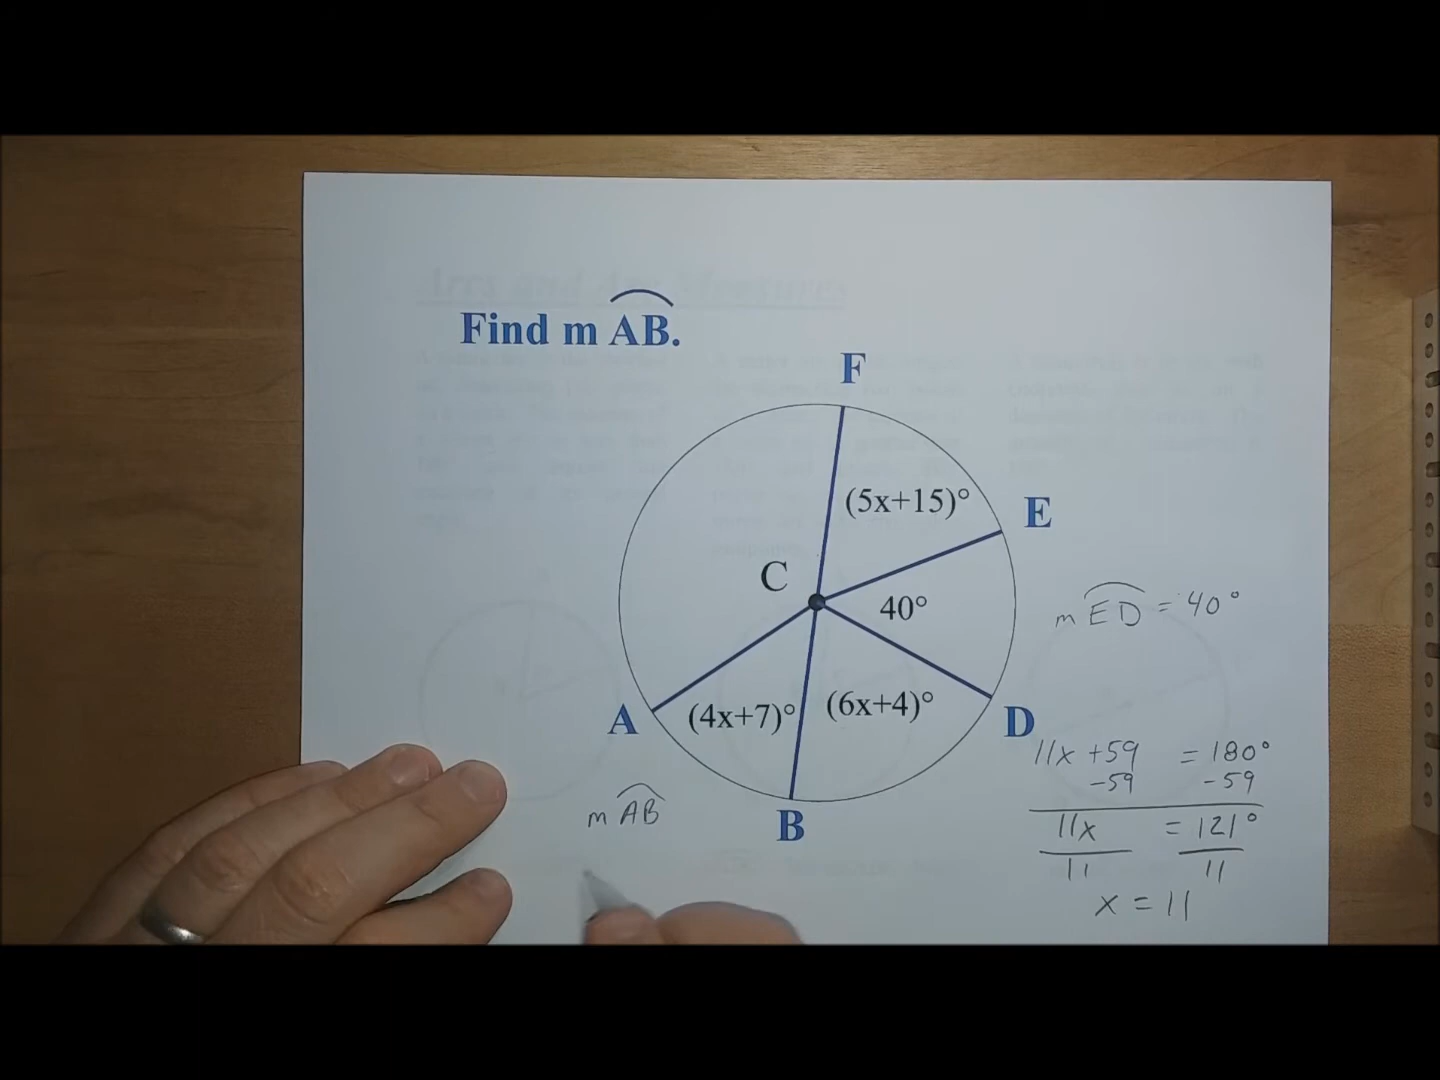 Find m AB.
F
(5x+15)°
E
C
40°
m ED = 40°
A
(4x+7)°
(6x+4)°
D
11x +59 = 180°
-59 -59
m AB
B
11x = 121°
11 11
x = 11